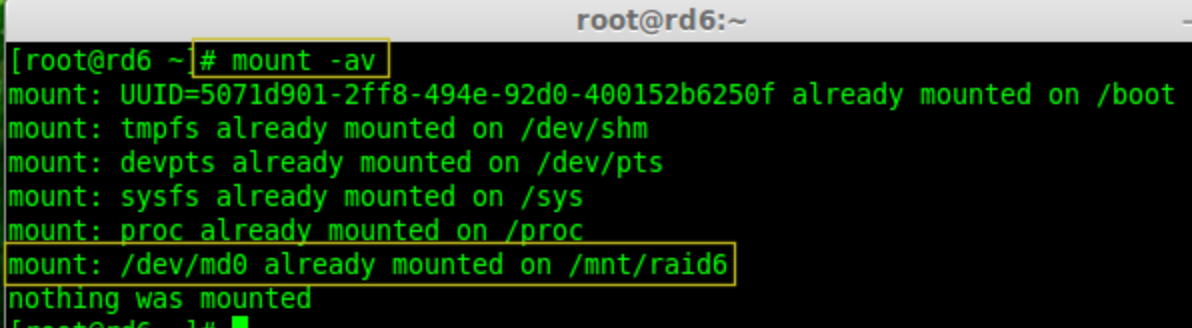 root@rd6:~
[root@rd6 ~]# mount -av
mount: UUID=5071d901-2ff8-494e-92d0-400152b6250f already mounted on /boot
mount: tmpfs already mounted on /dev/shm
mount: devpts already mounted on /dev/pts
mount: sysfs already mounted on /sys
mount: proc already mounted on /proc
mount: /dev/md0 already mounted on /mnt/raid6
nothing was mounted
[root@rd6 ~]#